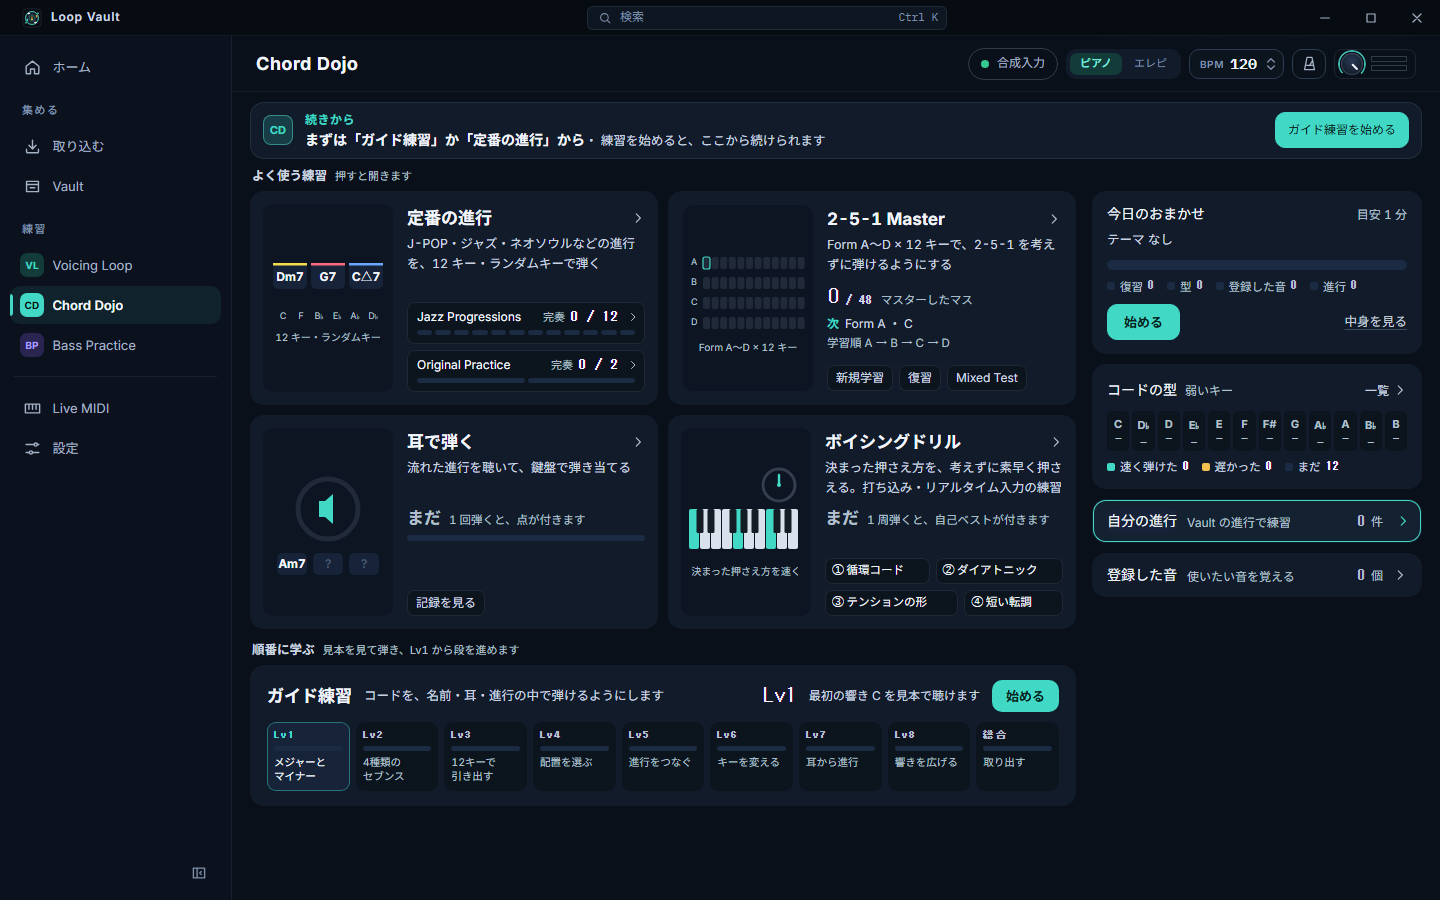 Loop Vault
検索
Ctrl K
ホーム
集める
取り込む
Vault
練習
VL Voicing Loop
CD Chord Dojo
BP Bass Practice
Live MIDI
設定
Chord Dojo
合成入力
ピアノ
エレピ
BPM 120
CD
続きから
まずは「ガイド練習」か「定番の進行」から・ 練習を始めると、ここから続けられます
ガイド練習を始める
よく使う練習 押すと開きます
定番の進行
J-POP・ジャズ・ネオソウルなどの進行
を、12 キー・ランダムキーで弾く
Dm7 G7 C△7
C F B♭ E♭ A♭ D♭
12 キー・ランダムキー
Jazz Progressions 完奏 0 / 12
Original Practice 完奏 0 / 2
2-5-1 Master
Form A〜D × 12 キーで、2-5-1 を考え
ずに弾けるようにする
A
B
C
D
Form A〜D × 12 キー
0 / 48 マスターしたマス
次 Form A ・ C
学習順 A → B → C → D
新規学習
復習
Mixed Test
耳で弾く
流れた進行を聴いて、鍵盤で弾き当てる
Am7 ? ?
まだ 1 回弾くと、点が付きます
記録を見る
ボイシングドリル
決まった押さえ方を、考えずに素早く押さ
える。打ち込み・リアルタイム入力の練習
決まった押さえ方を速く
まだ 1 周弾くと、自己ベストが付きます
① 循環コード
② ダイアトニック
③ テンションの形
④ 短い転調
今日のおまかせ 目安 1 分
テーマ なし
復習 0 型 0 登録した音 0 進行 0
始める
中身を見る
コードの型 弱いキー 一覧
C D♭ D E♭ E F F# G A♭ A B♭ B
– – – – – – – – – – – –
速く弾けた 0 遅かった 0 まだ 12
自分の進行 Vault の進行で練習 0 件
登録した音 使いたい音を覚える 0 個
順番に学ぶ 見本を見て弾き、Lv1 から段を進めます
ガイド練習 コードを、名前・耳・進行の中で弾けるようにします
Lv1 最初の響き C を見本で聴けます
始める
Lv1
メジャーと
マイナー
Lv2
4種類の
セブンス
Lv3
12キーで
引き出す
Lv4
配置を選ぶ
Lv5
進行をつなぐ
Lv6
キーを変える
Lv7
耳から進行
Lv8
響きを広げる
総合
取り出す